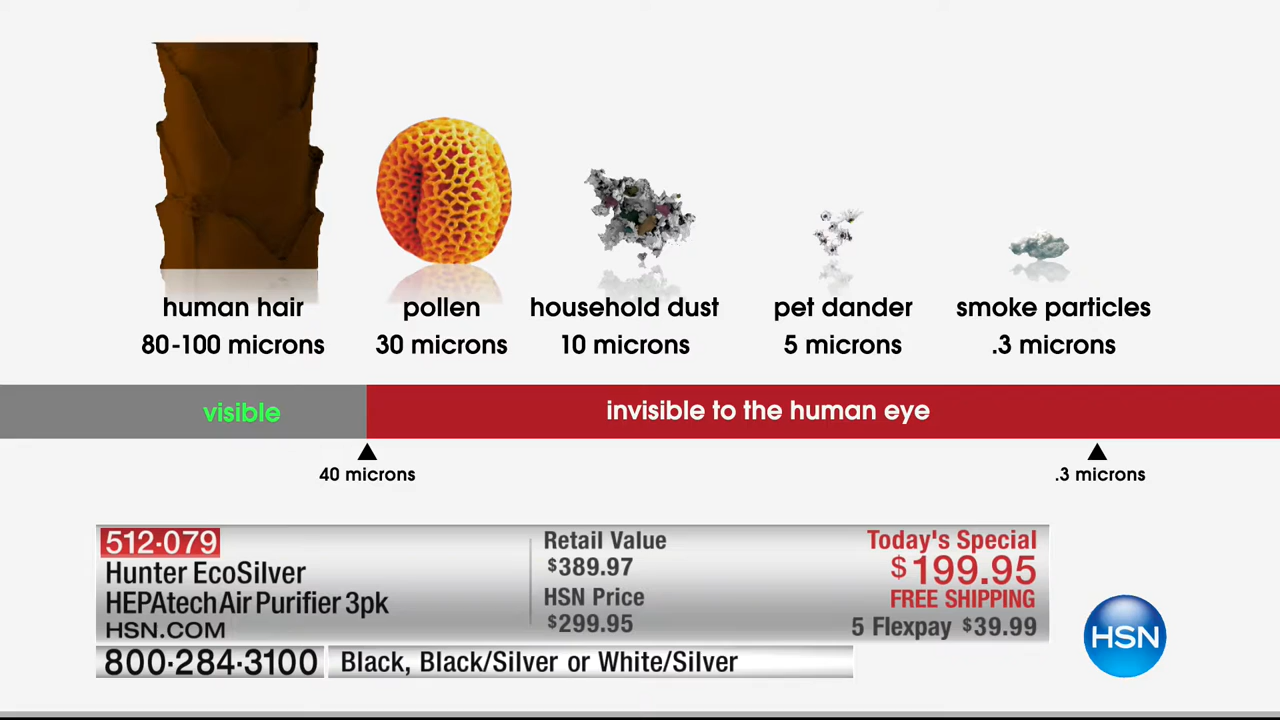 human hair
80-100 microns
pollen
30 microns
household dust
10 microns
pet dander
5 microns
smoke particles
.3 microns
visible
invisible to the human eye
40 microns
.3 microns
512·079
Hunter EcoSilver
HEPAtech Air Purifier 3pk
HSN.COM
800·284·3100
Retail Value
$389.97
HSN Price
$299.95
Today's Special
$199.95
FREE SHIPPING
5 Flexpay $39.99
Black, Black/Silver or White/Silver
HSN